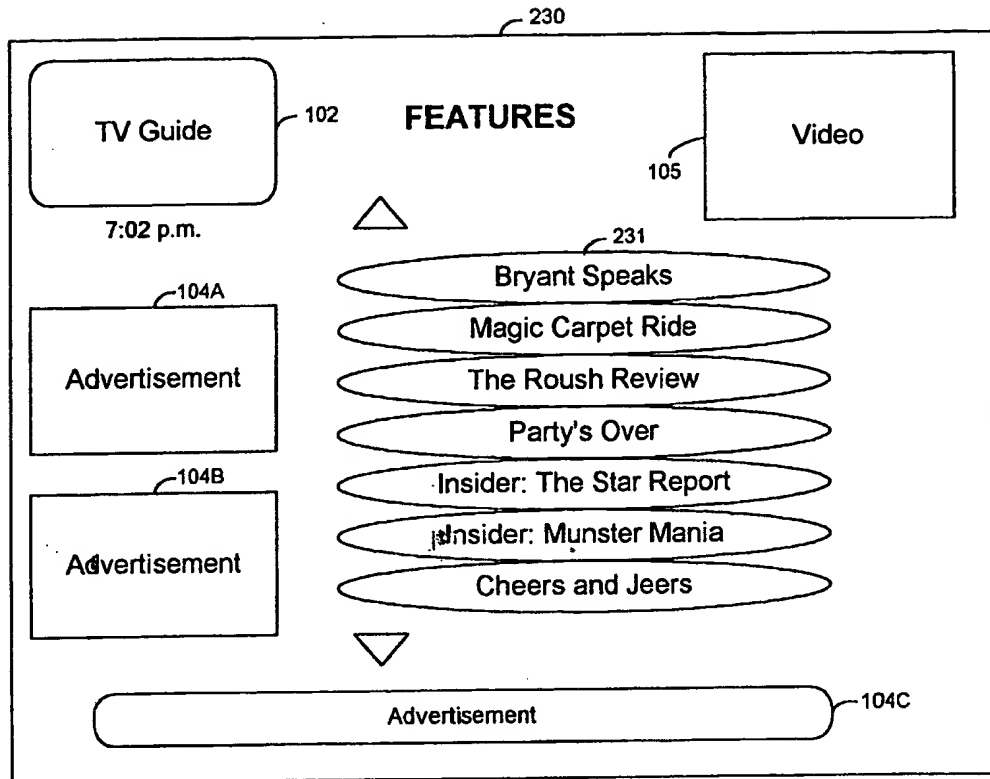 230
TV Guide
102
FEATURES
Video
105
7:02 p.m.
231
Bryant Speaks
104A
Magic Carpet Ride
Advertisement
The Roush Review
Party's Over
104B
Insider: The Star Report
Advertisement
Insider: Munster Mania
Cheers and Jeers
Advertisement
104C